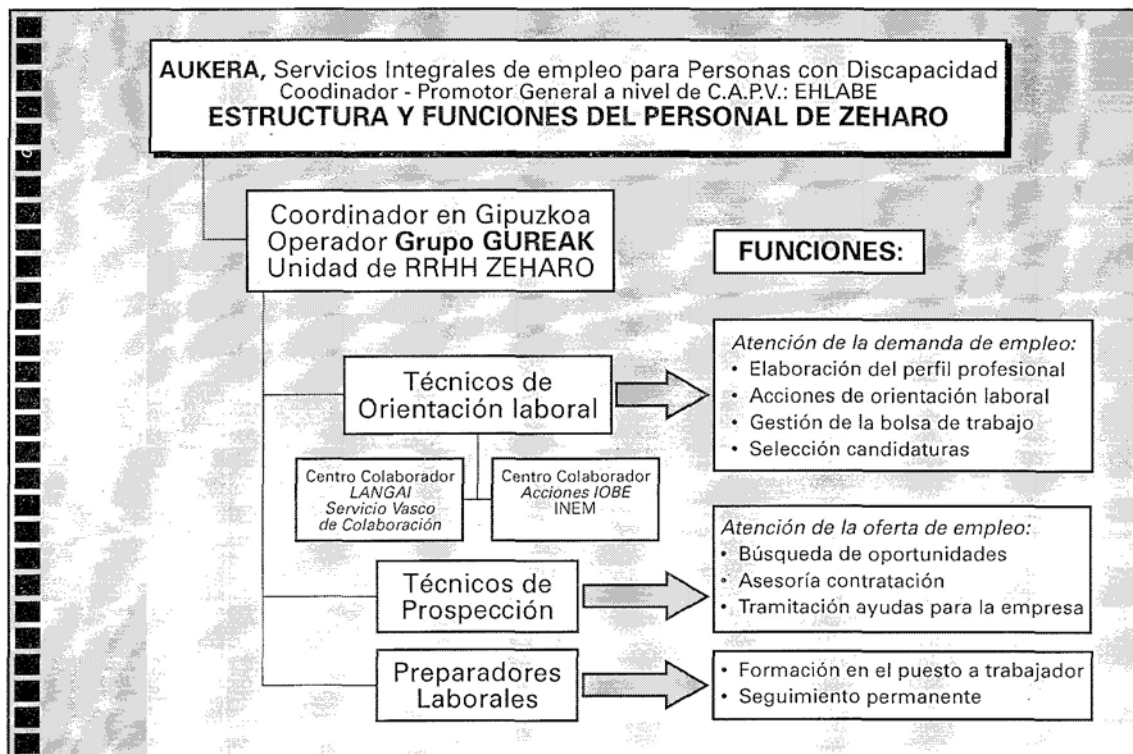 AUKERA, Servicios Integrales de empleo para Personas con Discapacidad
Coodinador - Promotor General a nivel de C.A.P.V.: EHLABE
ESTRUCTURA Y FUNCIONES DEL PERSONAL DE ZEHARO
Coordinador en Gipuzkoa
Operador Grupo GUREAK
Unidad de RRHH ZEHARO
FUNCIONES:
Técnicos de
Orientación laboral
Atención de la demanda de empleo:
• Elaboración del perfil profesional
• Acciones de orientación laboral
• Gestión de la bolsa de trabajo
• Selección candidaturas
Centro Colaborador
LANGAI
Servicio Vasco
de Colaboración
Centro Colaborador
Acciones IOBE
INEM
Técnicos de
Prospección
Atención de la oferta de empleo:
• Búsqueda de oportunidades
• Asesoría contratación
• Tramitación ayudas para la empresa
Preparadores
Laborales
• Formación en el puesto a trabajador
• Seguimiento permanente